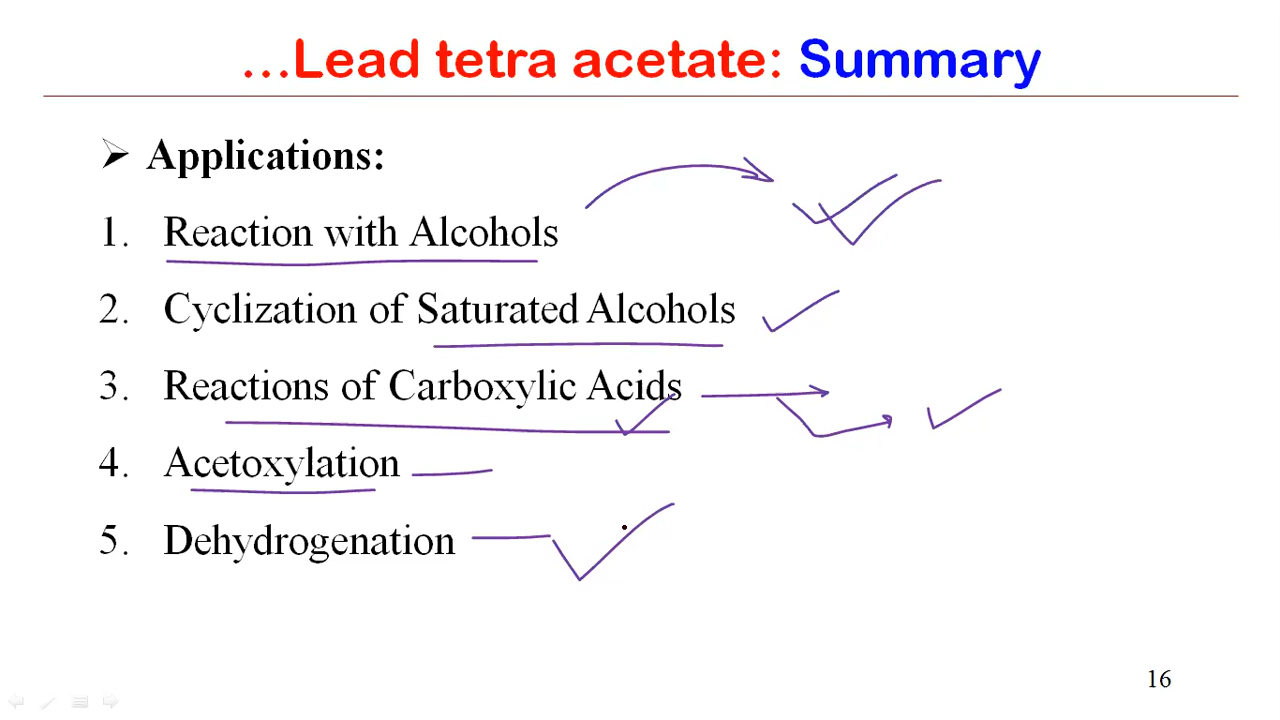 ...Lead tetra acetate: Summary
➢ Applications:
1. Reaction with Alcohols
2. Cyclization of Saturated Alcohols
3. Reactions of Carboxylic Acids
4. Acetoxylation
5. Dehydrogenation
16